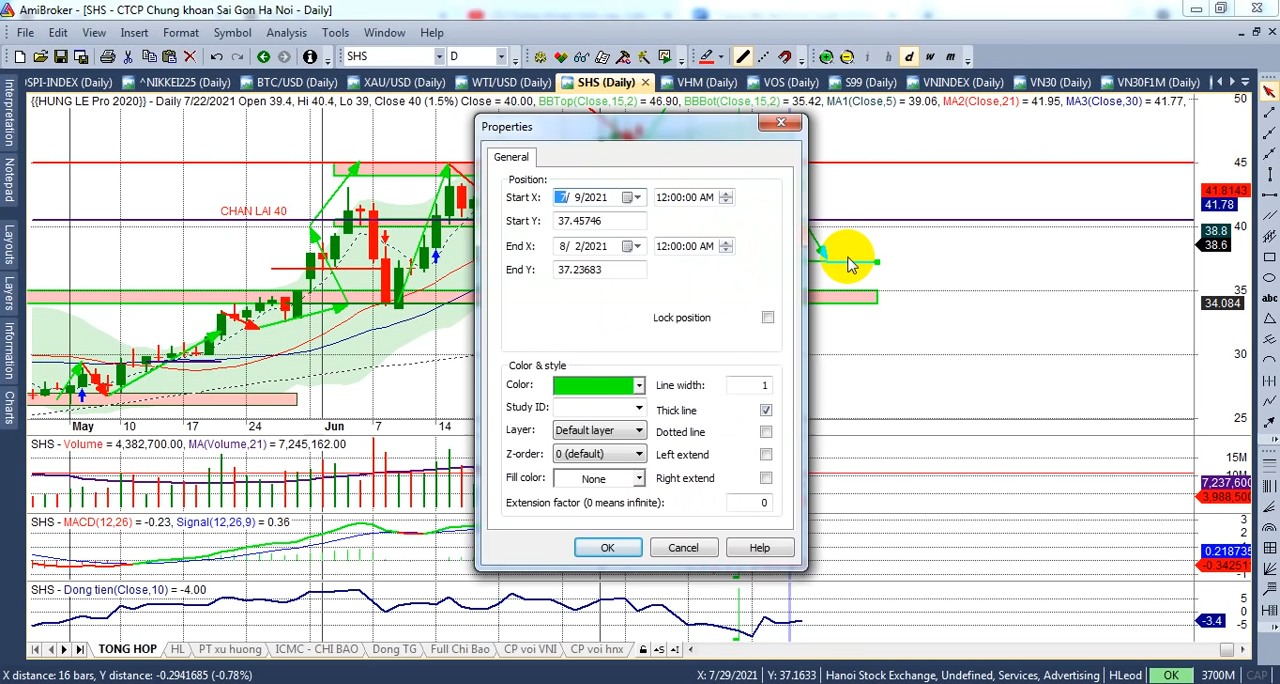 AmiBroker - [SHS - CTCP Chung khoan Sai Gon Ha Noi - Daily]
File Edit View Insert Format Symbol Analysis Tools Window Help
SHS D i h d w m
SPI-INDEX (Daily) ^NIKKEI225 (Daily) BTC/USD (Daily) XAU/USD (Daily) WTI/USD (Daily) SHS (Daily) VHM (Daily) VOS (Daily) S99 (Daily) VNINDEX (Daily) VN30 (Daily) VN30F1M (Daily)
{{HUNG LE Pro 2020}} - Daily 7/22/2021 Open 39.4, Hi 40.4, Lo 39, Close 40 (1.5%) Close = 40.00, BBTop(Close,15,2) = 46.90, BBBot(Close,15,2) = 35.42, MA1(Close,5) = 39.06, MA2(Close,21) = 41.95, MA3(Close,30) = 41.77,
Interpretation
Notepad
Layouts
Layers
Information
Charts
CHAN LAI 40
Properties
General
Position:
Start X: 7/ 9/2021 12:00:00 AM
Start Y: 37.45746
End X: 8/ 2/2021 12:00:00 AM
End Y: 37.23683
Lock position
Color & style
Color: Line width: 1
Study ID: Thick line
Layer: Default layer Dotted line
Z-order: 0 (default) Left extend
Fill color: None Right extend
Extension factor (0 means infinite): 0
OK Cancel Help
50
45
41.8143
41.78
40
38.8
38.6
35
34.084
30
25
abc
May 10 17 24 Jun 7 14
SHS - Volume = 4,382,700.00, MA(Volume,21) = 7,245,162.00
15M
10M
7,237,600
3,988,500
SHS - MACD(12,26) = -0.23, Signal(12,26,9) = 0.36
3
2
1
0.218735
-0.342511
-1
SHS - Dong tien(Close,10) = -4.00
5
0
-3.4
-5
TONG HOP HL PT xu huong ICMC - CHI BAO Dong TG Full Chi Bao CP voi VNI CP voi hnx
X distance: 16 bars, Y distance: -0.2941685 (-0.78%) X: 7/29/2021 Y: 37.1633 Hanoi Stock Exchange, Undefined, Services, Advertising HLeod OK 3700M CAP